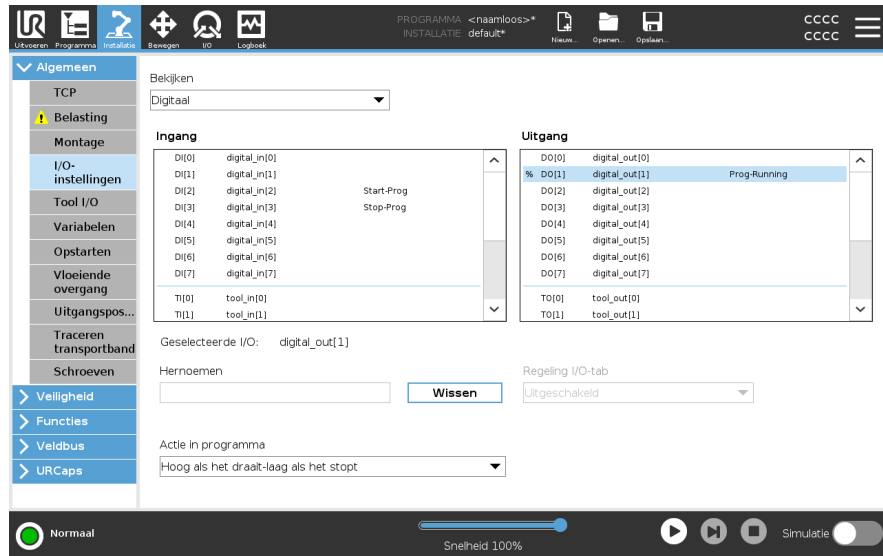 PROGRAMMA <naamloos>*
INSTALLATIE default*
CCCC
CCCC
Uitvoeren Programma Installatie Bewegen I/O Logboek Nieuw... Openen... Opslaan...
Algemeen
TCP
Belasting
Montage
I/O-
instellingen
Tool I/O
Variabelen
Opstarten
Vloeiende
overgang
Uitgangspos...
Traceren
transportband
Schroeven
Veiligheid
Functies
Veldbus
URCaps
Bekijken
Digitaal
Ingang
DI[0] digital_in[0]
DI[1] digital_in[1]
DI[2] digital_in[2] Start-Prog
DI[3] digital_in[3] Stop-Prog
DI[4] digital_in[4]
DI[5] digital_in[5]
DI[6] digital_in[6]
DI[7] digital_in[7]
TI[0] tool_in[0]
TI[1] tool_in[1]
Uitgang
DO[0] digital_out[0]
% DO[1] digital_out[1] Prog-Running
DO[2] digital_out[2]
DO[3] digital_out[3]
DO[4] digital_out[4]
DO[5] digital_out[5]
DO[6] digital_out[6]
DO[7] digital_out[7]
TO[0] tool_out[0]
TO[1] tool_out[1]
Geselecteerde I/O: digital_out[1]
Hernoemen
Wissen
Regeling I/O-tab
Uitgeschakeld
Actie in programma
Hoog als het draait-laag als het stopt
Normaal
Snelheid 100%
Simulatie